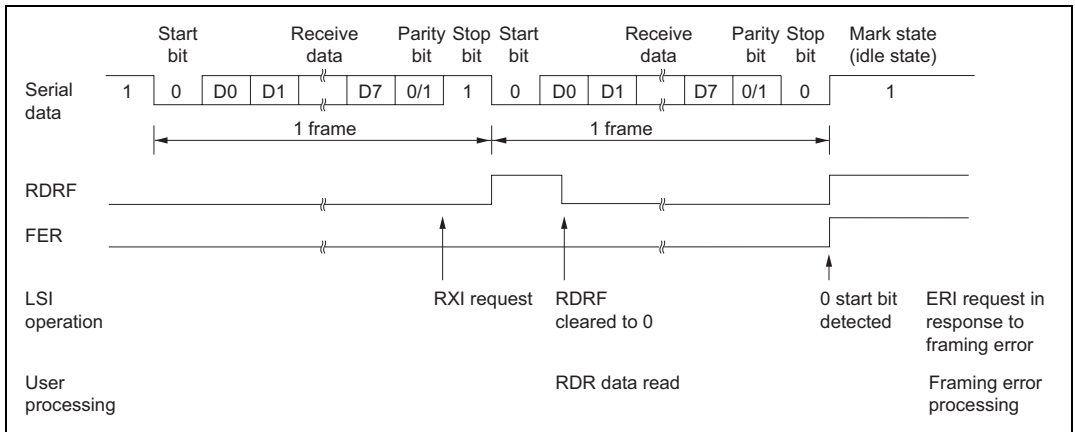 Start bit Receive data Parity bit Stop bit Start bit Receive data Parity bit Stop bit Mark state (idle state)
Serial data 1 0 D0 D1 D7 0/1 1 0 D0 D1 D7 0/1 0 1
1 frame 1 frame
RDRF
FER
LSI operation RXI request RDRF cleared to 0 0 start bit detected ERI request in response to framing error
User processing RDR data read Framing error processing